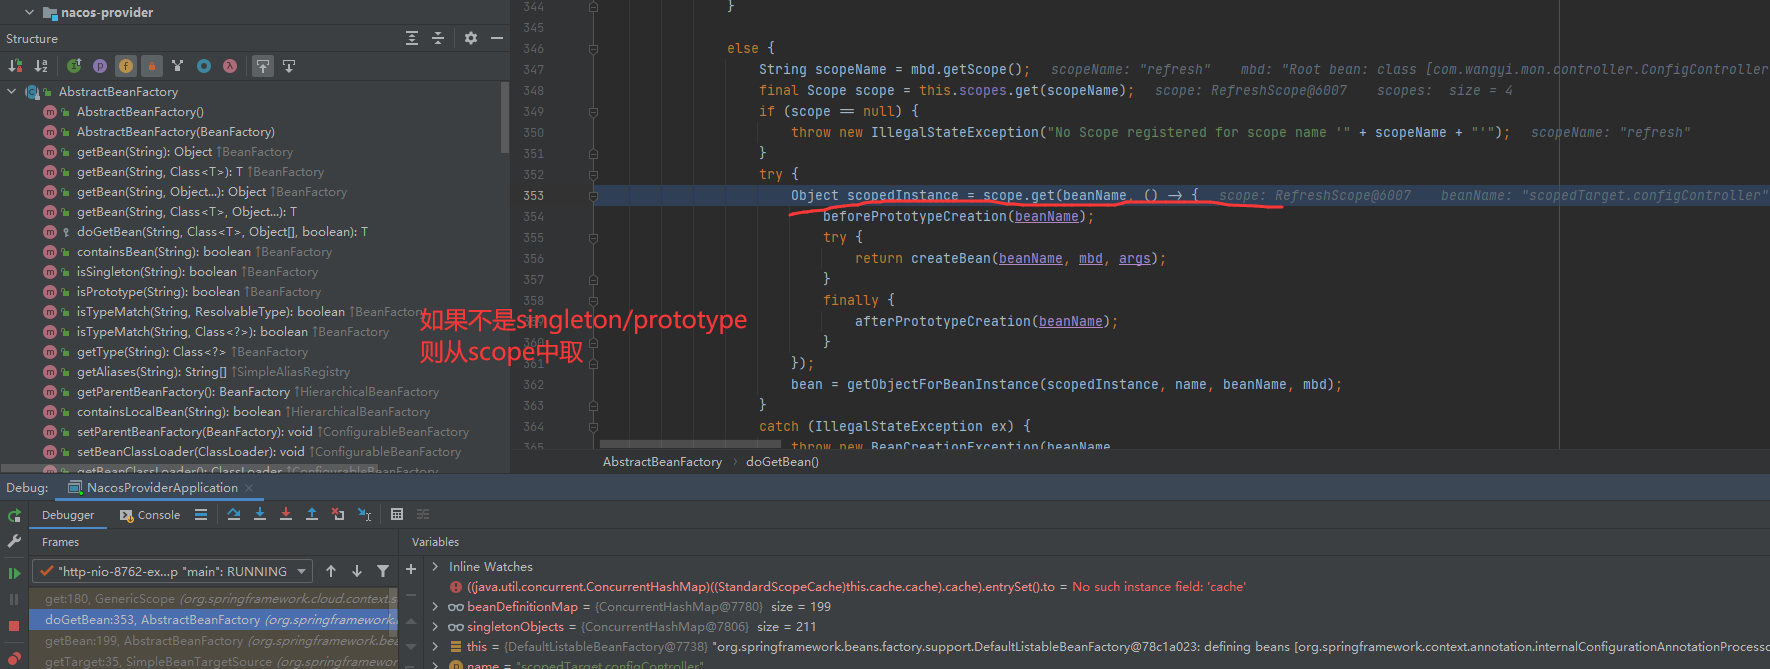 nacos-provider
Structure
AbstractBeanFactory
AbstractBeanFactory()
AbstractBeanFactory(BeanFactory)
getBean(String): Object ↑BeanFactory
getBean(String, Class<T>): T ↑BeanFactory
getBean(String, Object...): Object ↑BeanFactory
getBean(String, Class<T>, Object...): T
doGetBean(String, Class<T>, Object[], boolean): T
containsBean(String): boolean ↑BeanFactory
isSingleton(String): boolean ↑BeanFactory
isPrototype(String): boolean ↑BeanFactory
isTypeMatch(String, ResolvableType): boolean ↑BeanFactory
isTypeMatch(String, Class<?>): boolean ↑BeanFactory
getType(String): Class<?> ↑BeanFactory
getAliases(String): String[] ↑SimpleAliasRegistry
getParentBeanFactory(): BeanFactory ↑HierarchicalBeanFactory
containsLocalBean(String): boolean ↑HierarchicalBeanFactory
setParentBeanFactory(BeanFactory): void ↑ConfigurableBeanFactory
setBeanClassLoader(ClassLoader): void ↑ConfigurableBeanFactory
getBeanClassLoader(): ClassLoader ↑ConfigurableBeanFactory
344 }
345
346 else {
347 String scopeName = mbd.getScope(); scopeName: "refresh" mbd: "Root bean: class [com.wangyi.mon.controller.ConfigController
348 final Scope scope = this.scopes.get(scopeName); scope: RefreshScope@6007 scopes: size = 4
349 if (scope == null) {
350 throw new IllegalStateException("No Scope registered for scope name '" + scopeName + "'"); scopeName: "refresh"
351 }
352 try {
353 Object scopedInstance = scope.get(beanName, () -> { scope: RefreshScope@6007 beanName: "scopedTarget.configController"
354 beforePrototypeCreation(beanName);
355 try {
356 return createBean(beanName, mbd, args);
357 }
358 finally {
afterPrototypeCreation(beanName);
360 }
361 });
362 bean = getObjectForBeanInstance(scopedInstance, name, beanName, mbd);
363 }
364 catch (IllegalStateException ex) {
365 throw new BeanCreationException(beanName,
如果不是singleton/prototype
则从scope中取
AbstractBeanFactory › doGetBean()
Debug: NacosProviderApplication
Debugger Console
Frames
"http-nio-8762-ex...p "main": RUNNING
get:180, GenericScope (org.springframework.cloud.context.s
doGetBean:353, AbstractBeanFactory (org.springframework.
getBean:199, AbstractBeanFactory (org.springframework.bea
getTarget:35, SimpleBeanTargetSource (org.springframewor
Variables
Inline Watches
((java.util.concurrent.ConcurrentHashMap)((StandardScopeCache)this.cache.cache).cache).entrySet().to = No such instance field: 'cache'
beanDefinitionMap = {ConcurrentHashMap@7780} size = 199
singletonObjects = {ConcurrentHashMap@7806} size = 211
this = {DefaultListableBeanFactory@7738} "org.springframework.beans.factory.support.DefaultListableBeanFactory@78c1a023: defining beans [org.springframework.context.annotation.internalConfigurationAnnotationProcesso
name = "scopedTarget.configController"